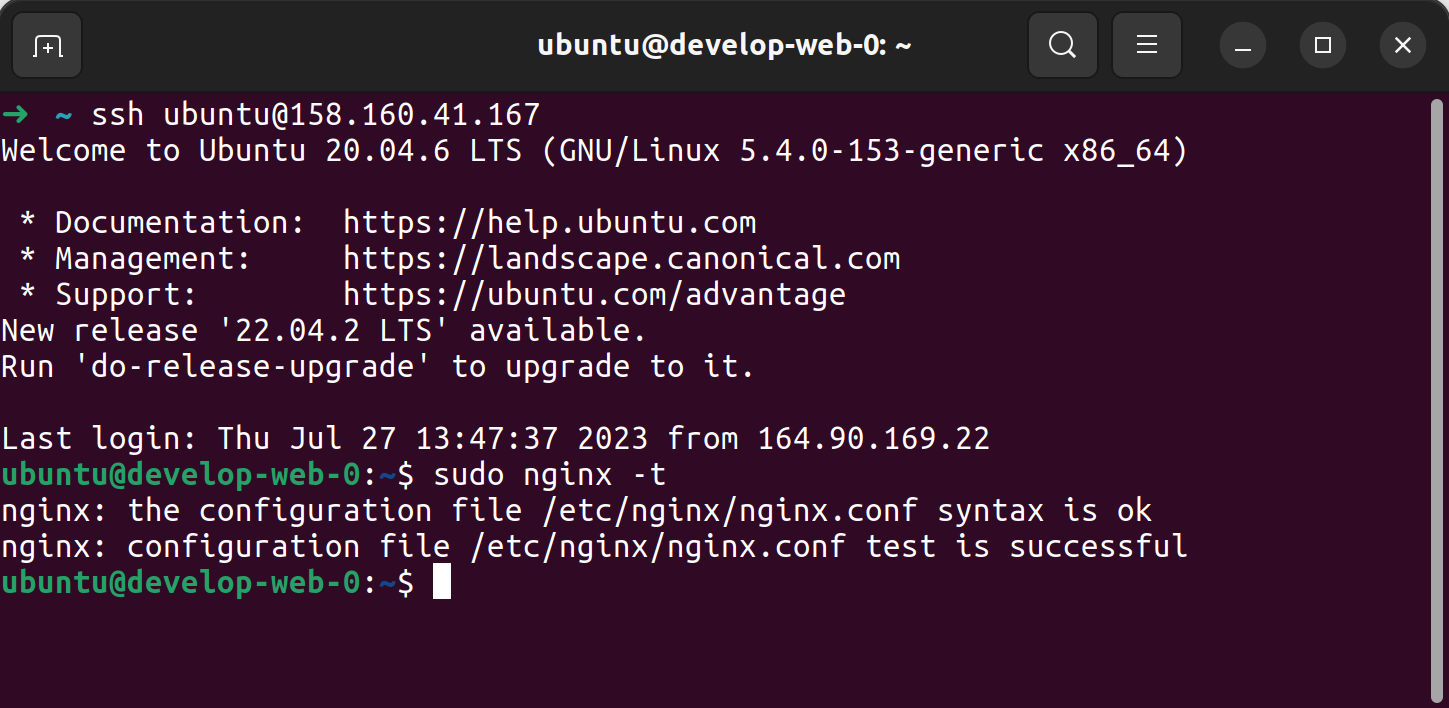 ubuntu@develop-web-0: ~
➜  ~ ssh ubuntu@158.160.41.167
Welcome to Ubuntu 20.04.6 LTS (GNU/Linux 5.4.0-153-generic x86_64)

 * Documentation:  https://help.ubuntu.com
 * Management:     https://landscape.canonical.com
 * Support:        https://ubuntu.com/advantage
New release '22.04.2 LTS' available.
Run 'do-release-upgrade' to upgrade to it.

Last login: Thu Jul 27 13:47:37 2023 from 164.90.169.22
ubuntu@develop-web-0:~$ sudo nginx -t
nginx: the configuration file /etc/nginx/nginx.conf syntax is ok
nginx: configuration file /etc/nginx/nginx.conf test is successful
ubuntu@develop-web-0:~$